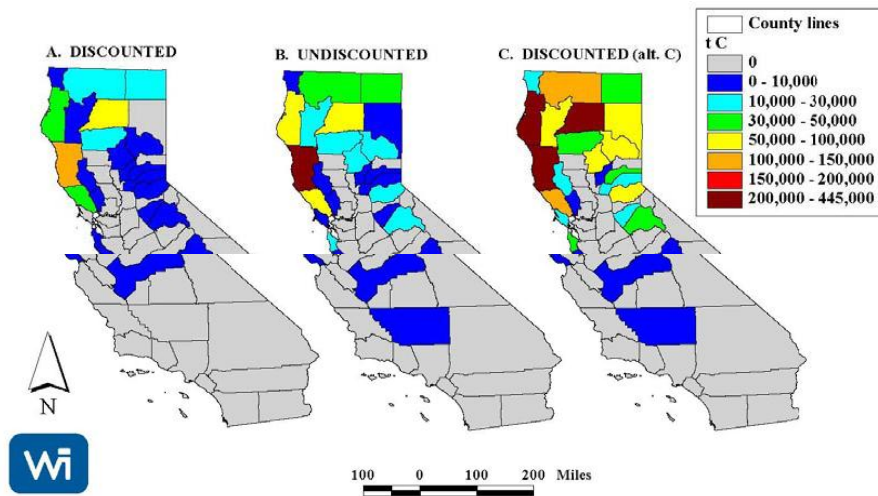 A. DISCOUNTED
B. UNDISCOUNTED
C. DISCOUNTED (alt. C)
County lines
t C
0
0 - 10,000
10,000 - 30,000
30,000 - 50,000
50,000 - 100,000
100,000 - 150,000
150,000 - 200,000
200,000 - 445,000
N
Wi
100 0 100 200 Miles